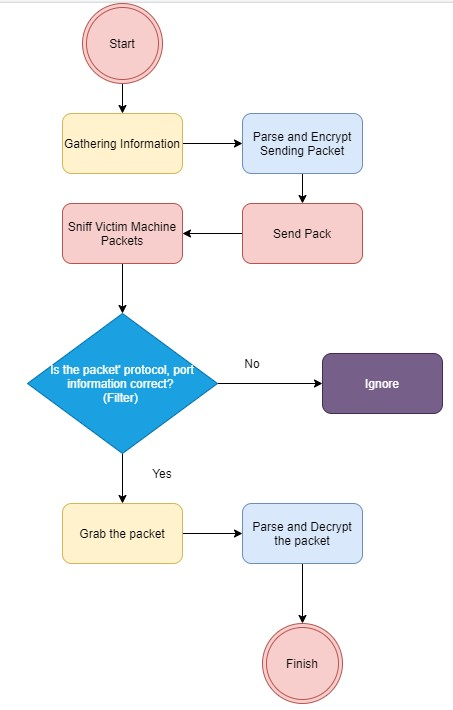 Start
Gathering Information
Parse and Encrypt
Sending Packet
Sniff Victim Machine
Packets
Send Pack
Is the packet' protocol, port
information correct?
(Filter)
No
Ignore
Yes
Grab the packet
Parse and Decrypt
the packet
Finish